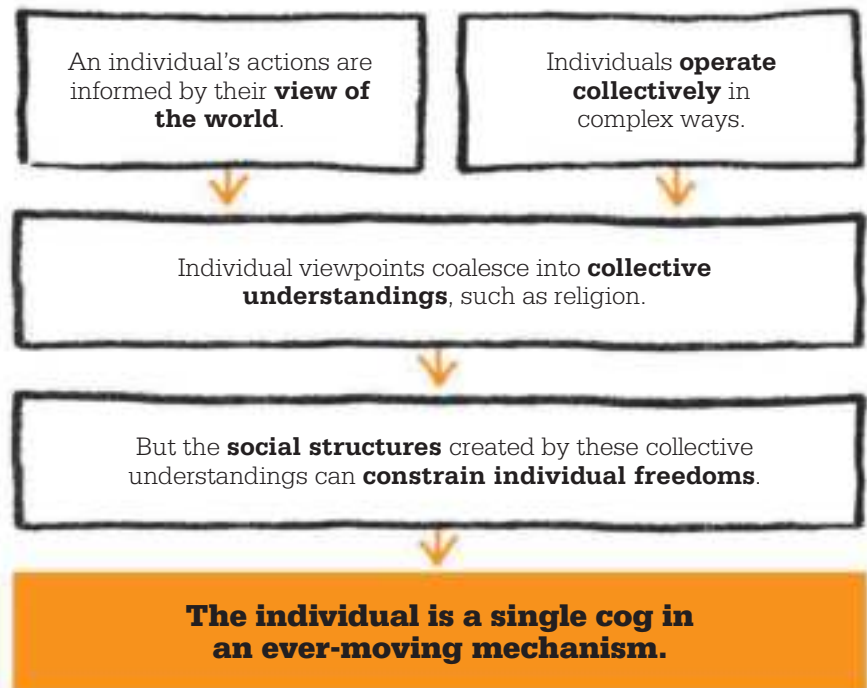 An individual’s actions are
informed by their view of
the world.
Individuals operate
collectively in
complex ways.
Individual viewpoints coalesce into collective
understandings, such as religion.
But the social structures created by these collective
understandings can constrain individual freedoms.
The individual is a single cog in
an ever-moving mechanism.